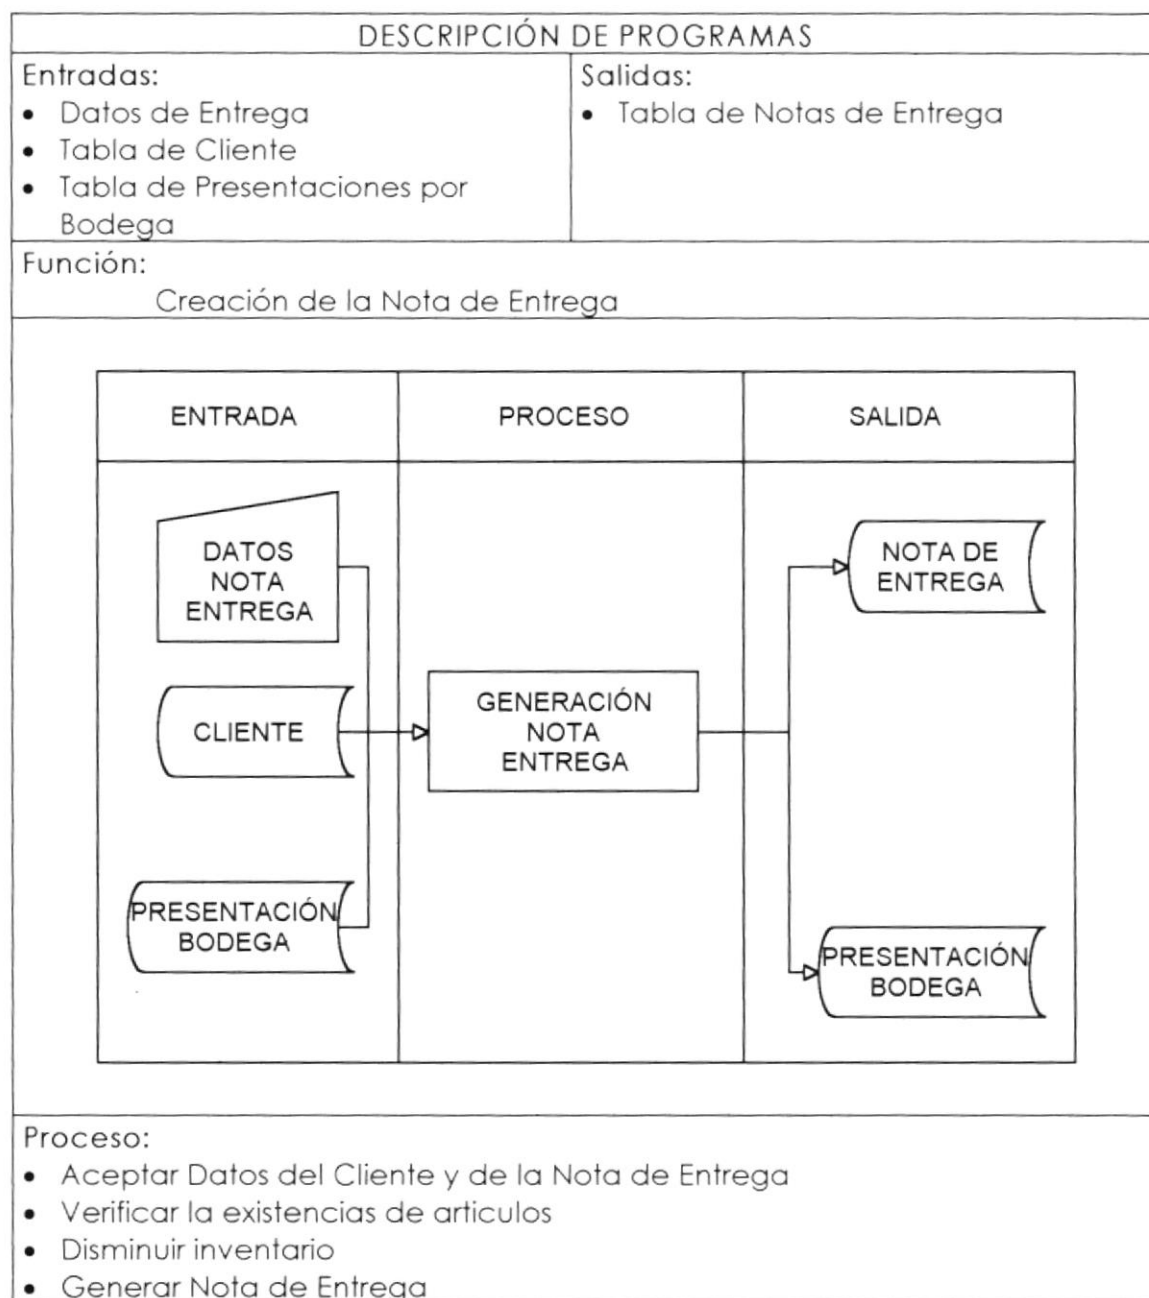 DESCRIPCIÓN DE PROGRAMAS
Entradas:
• Datos de Entrega
• Tabla de Cliente
• Tabla de Presentaciones por
Bodega
Salidas:
• Tabla de Notas de Entrega
Función:
Creación de la Nota de Entrega
ENTRADA
PROCESO
SALIDA
DATOS
NOTA
ENTREGA
CLIENTE
PRESENTACIÓN
BODEGA
GENERACIÓN
NOTA
ENTREGA
NOTA DE
ENTREGA
PRESENTACIÓN
BODEGA
Proceso:
• Aceptar Datos del Cliente y de la Nota de Entrega
• Verificar la existencias de articulos
• Disminuir inventario
• Generar Nota de Entrega